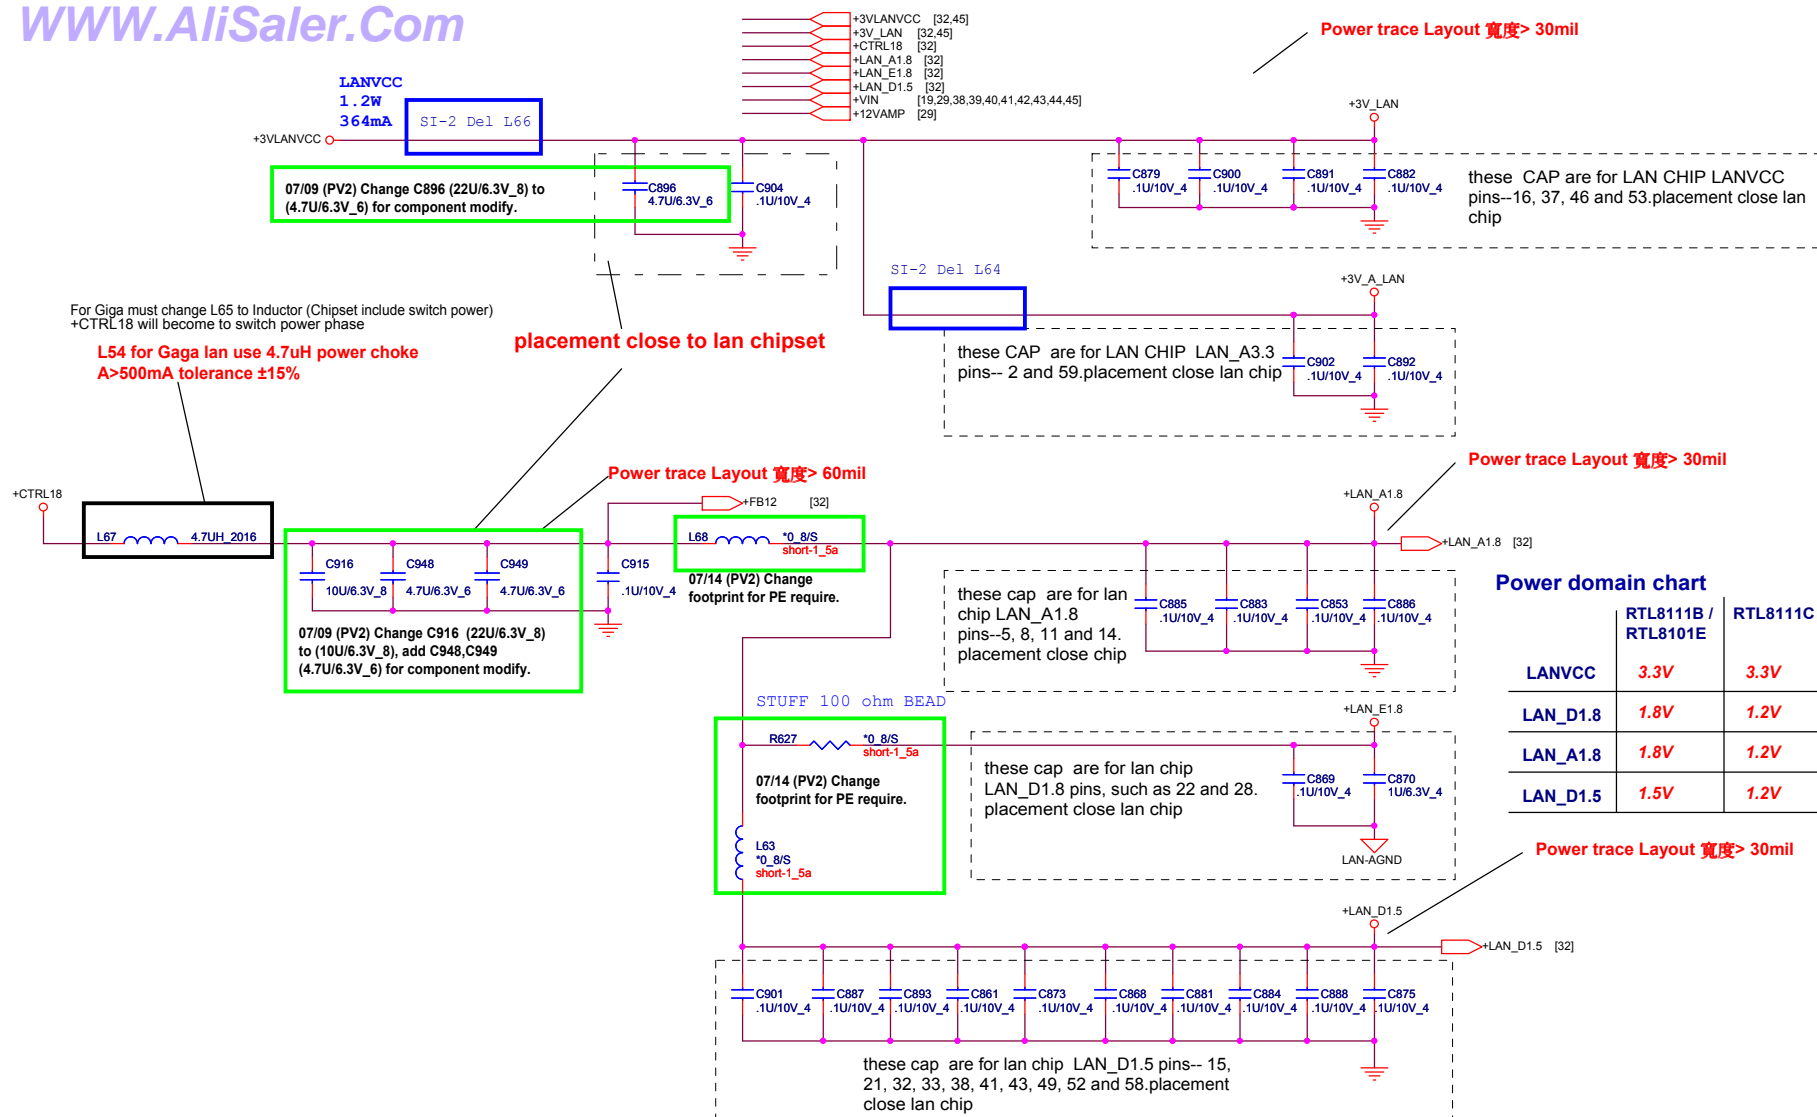 WWW.AliSaler.Com
+3VLANVCC [32,45]
+3V_LAN [32,45]
+CTRL18 [32]
+LAN_A1.8 [32]
+LAN_E1.8 [32]
+LAN_D1.5 [32]
+VIN [19,29,38,39,40,41,42,43,44,45]
+12VAMP [29]
Power trace Layout 寬度> 30mil
LANVCC
1.2W
364mA
SI-2 Del L66
+3VLANVCC
+3V_LAN
07/09 (PV2) Change C896 (22U/6.3V_8) to
(4.7U/6.3V_6) for component modify.
C896
4.7U/6.3V_6
C904
.1U/10V_4
C879
.1U/10V_4
C900
.1U/10V_4
C891
.1U/10V_4
C882
.1U/10V_4
these CAP are for LAN CHIP LANVCC
pins--16, 37, 46 and 53.placement close lan
chip
SI-2 Del L64
+3V_A_LAN
these CAP are for LAN CHIP LAN_A3.3
pins-- 2 and 59.placement close lan chip
C902
.1U/10V_4
C892
.1U/10V_4
For Giga must change L65 to Inductor (Chipset include switch power)
+CTRL18 will become to switch power phase
L54 for Gaga lan use 4.7uH power choke
A>500mA tolerance ±15%
placement close to lan chipset
Power trace Layout 寬度> 60mil
Power trace Layout 寬度> 30mil
+CTRL18
L67
4.7UH_2016
+FB12 [32]
L68
*0_8/S
short-1_5a
+LAN_A1.8
+LAN_A1.8 [32]
C916
10U/6.3V_8
C948
4.7U/6.3V_6
C949
4.7U/6.3V_6
C915
.1U/10V_4
07/14 (PV2) Change
footprint for PE require.
07/09 (PV2) Change C916 (22U/6.3V_8)
to (10U/6.3V_8), add C948,C949
(4.7U/6.3V_6) for component modify.
these cap are for lan
chip LAN_A1.8
pins--5, 8, 11 and 14.
placement close chip
C885
.1U/10V_4
C883
.1U/10V_4
C853
.1U/10V_4
C886
.1U/10V_4
Power domain chart
RTL8111B / RTL8101E RTL8111C
LANVCC 3.3V 3.3V
LAN_D1.8 1.8V 1.2V
LAN_A1.8 1.8V 1.2V
LAN_D1.5 1.5V 1.2V
STUFF 100 ohm BEAD
R627
*0_8/S
short-1_5a
07/14 (PV2) Change
footprint for PE require.
L63
*0_8/S
short-1_5a
+LAN_E1.8
these cap are for lan chip
LAN_D1.8 pins, such as 22 and 28.
placement close lan chip
C869
.1U/10V_4
C870
1U/6.3V_4
LAN-AGND
Power trace Layout 寬度> 30mil
+LAN_D1.5
+LAN_D1.5 [32]
C901
.1U/10V_4
C887
.1U/10V_4
C893
.1U/10V_4
C861
.1U/10V_4
C873
.1U/10V_4
C868
.1U/10V_4
C881
.1U/10V_4
C884
.1U/10V_4
C888
.1U/10V_4
C875
.1U/10V_4
these cap are for lan chip LAN_D1.5 pins-- 15,
21, 32, 33, 38, 41, 43, 49, 52 and 58.placement
close lan chip